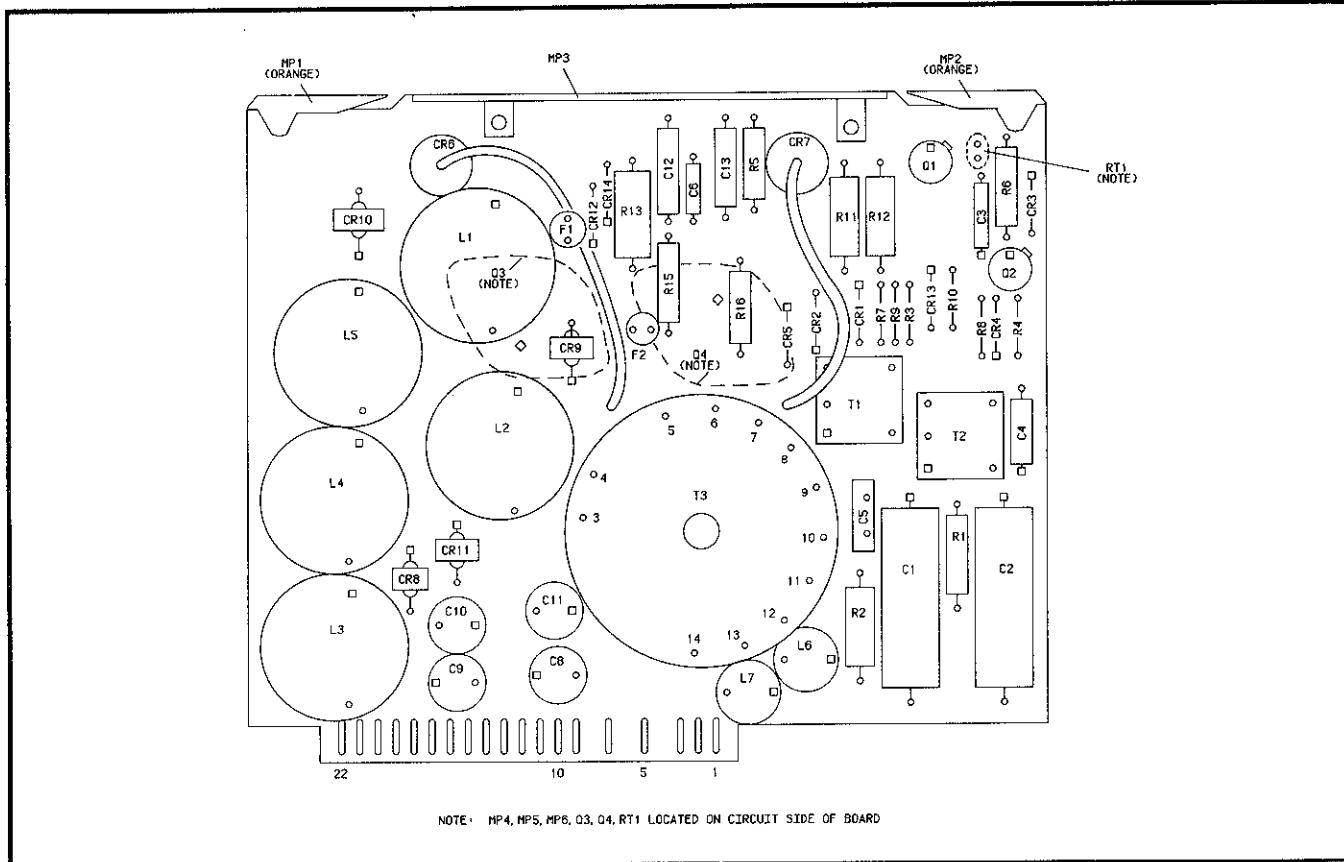 MP1
(ORANGE)
MP3
MP2
(ORANGE)
CR6
CR7
Q1
RT1
(NOTE)
C12
C6
C13
R5
R6
CR3
C3
CR14
CR12
R13
R11
R12
CR10
L1
F1
Q2
Q3
(NOTE)
R15
R16
CR13
R10
L5
CR9
F2
Q4
(NOTE)
CR5
CR2
CR1
R7
R9
R3
R8
CR4
R4
L2
T1
T2
C4
5
6
7
8
4
9
3
T3
10
11
12
13
14
L4
C5
C1
R1
C2
CR11
CR8
R2
C10
C11
L3
C9
C8
L6
L7
22
10
5
1
NOTE: MP4, MP5, MP6, Q3, Q4, RT1 LOCATED ON CIRCUIT SIDE OF BOARD